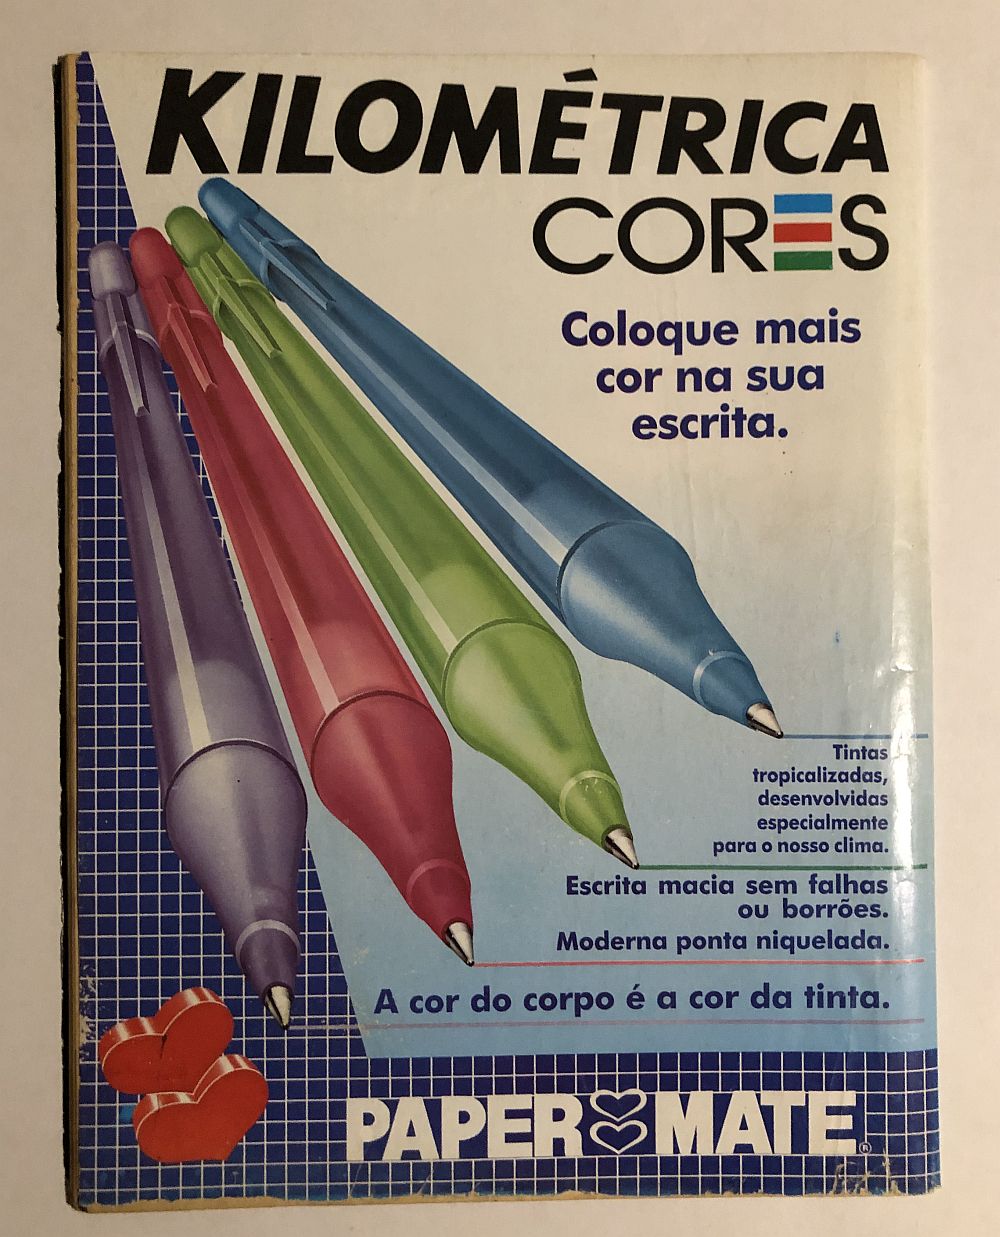 KILOMÉTRICA
CORES
Coloque mais
cor na sua
escrita.
Tintas
tropicalizadas,
desenvolvidas
especialmente
para o nosso clima.
Escrita macia sem falhas
ou borrões.
Moderna ponta niquelada.
A cor do corpo é a cor da tinta.
PAPER MATE®